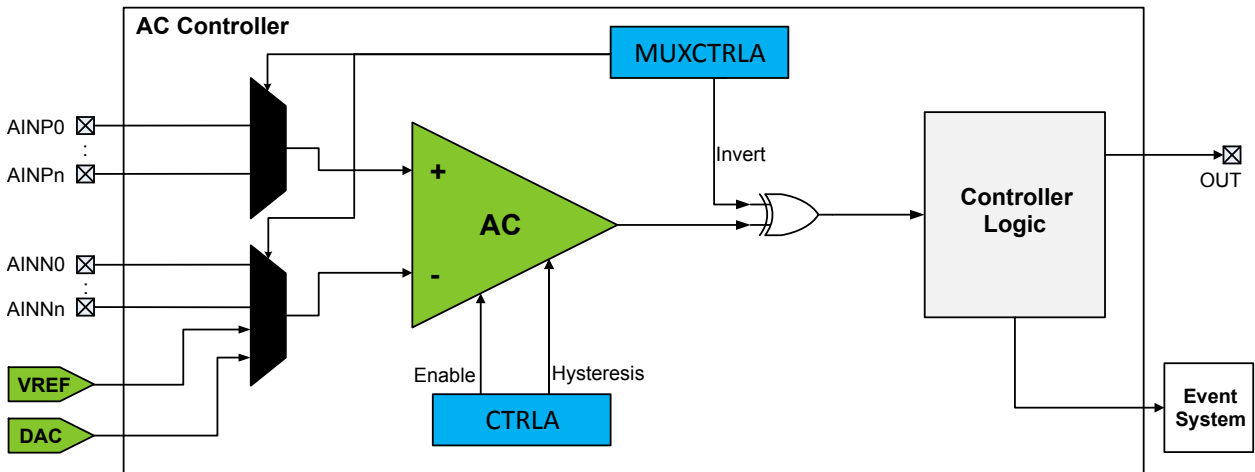 AC Controller
MUXCTRLA
AINP0
:
AINPn
Invert
+
AC
-
Controller
Logic
OUT
AINN0
:
AINNn
VREF
DAC
Enable
Hysteresis
CTRLA
Event
System